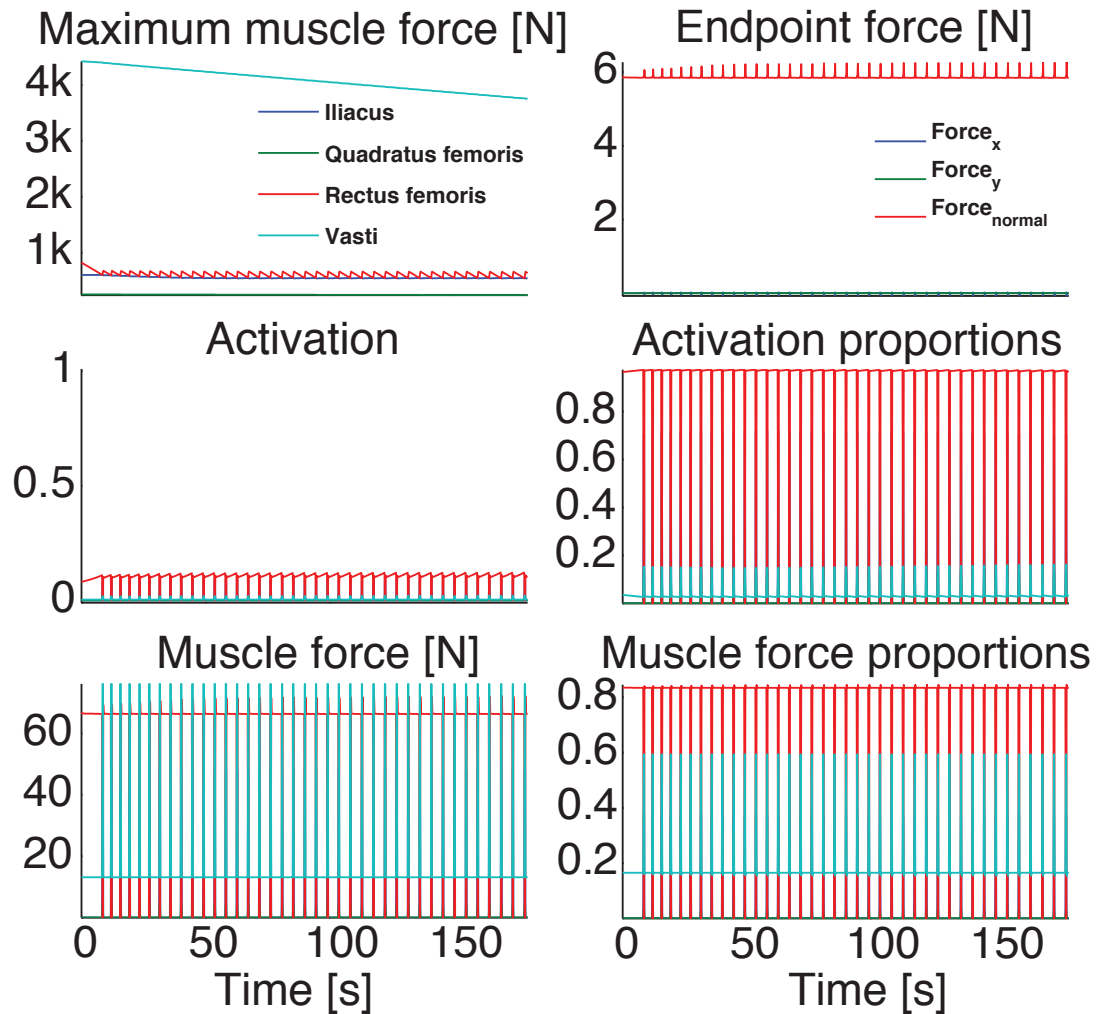 Maximum muscle force [N]
4k
3k
2k
1k
Iliacus
Quadratus femoris
Rectus femoris
Vasti
Endpoint force [N]
6
4
2
Force_x
Force_y
Force_normal
Activation
1
0.5
0
Activation proportions
0.8
0.6
0.4
0.2
Muscle force [N]
60
40
20
0 50 100 150
Time [s]
Muscle force proportions
0.8
0.6
0.4
0.2
0 50 100 150
Time [s]